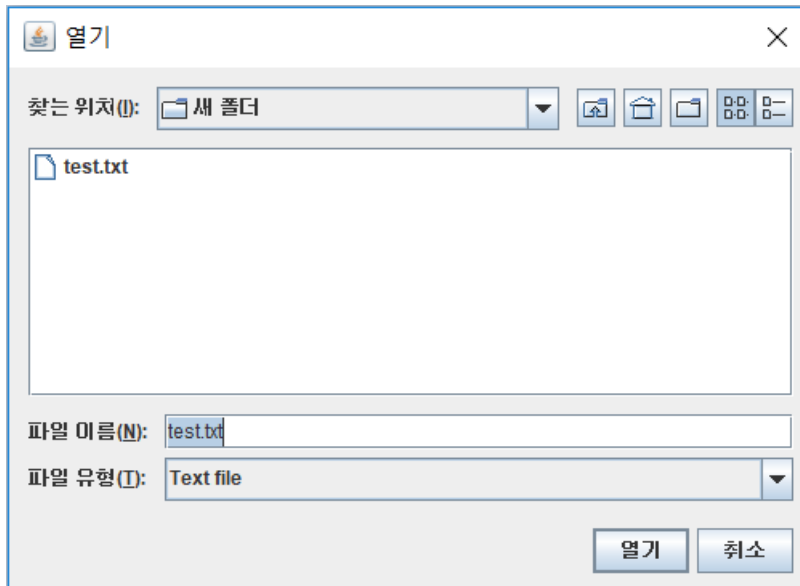 열기
찾는 위치(I): 새 폴더
test.txt
파일 이름(N): test.txt
파일 유형(T): Text file
열기 취소